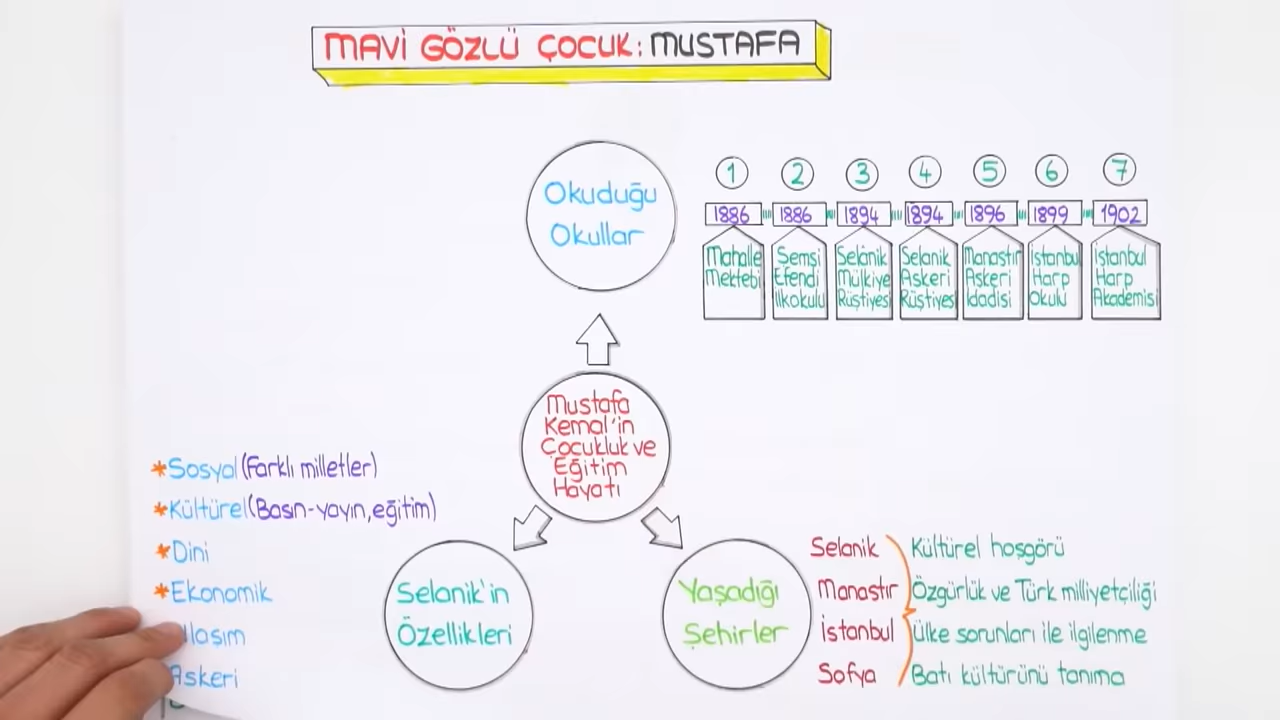 MAVİ GÖZLÜ ÇOCUK: MUSTAFA
Okuduğu
Okullar
1
2
3
4
5
6
7
1886
1886
1894
1894
1896
1899
1902
Mahalle
Mektebi
Şemsi
Efendi
İlkokulu
Selânik
Mülkiye
Rüştiyesi
Selanik
Askeri
Rüştiyesi
Manastır
Askeri
İdadisi
İstanbul
Harp
Okulu
İstanbul
Harp
Akademisi
Mustafa
Kemal'in
Çocukluk ve
Eğitim
Hayatı
*Sosyal (Farklı milletler)
*Kültürel (Basın-yayın, eğitim)
*Dini
*Ekonomik
laşım
Askeri
Selanik'in
Özellikleri
Yaşadığı
Şehirler
Selanik Kültürel hoşgörü
Manastır Özgürlük ve Türk milliyetçiliği
İstanbul Ülke sorunları ile ilgilenme
Sofya Batı kültürünü tanıma